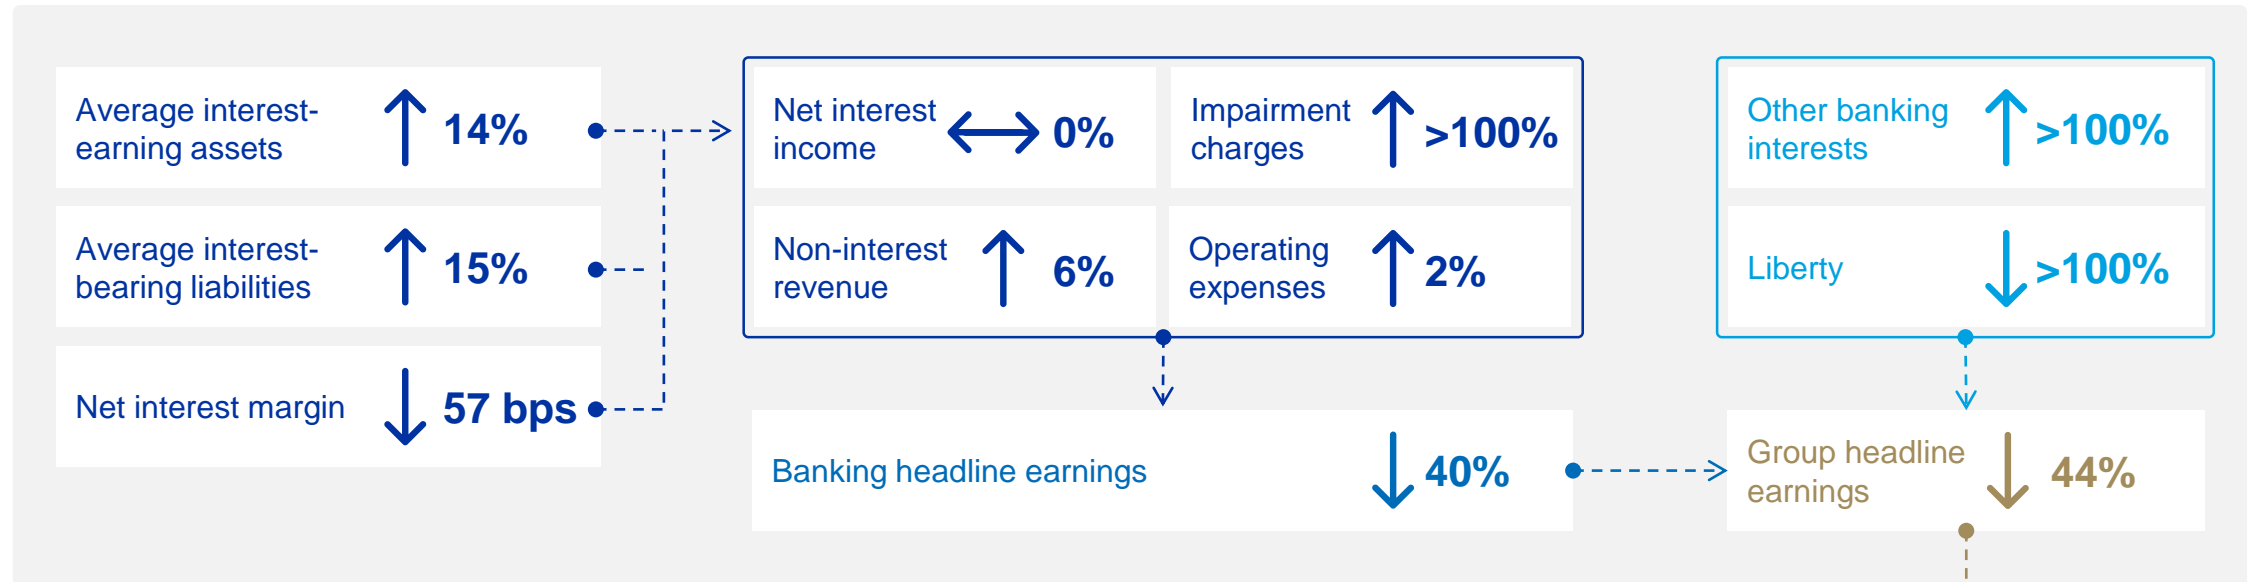 Average interest-
earning assets
14%
Average interest-
bearing liabilities
15%
Net interest margin
57 bps
Net interest
income
0%
Impairment
charges
>100%
Non-interest
revenue
6%
Operating
expenses
2%
Banking headline earnings
40%
Other banking
interests
>100%
Liberty
>100%
Group headline
earnings
44%